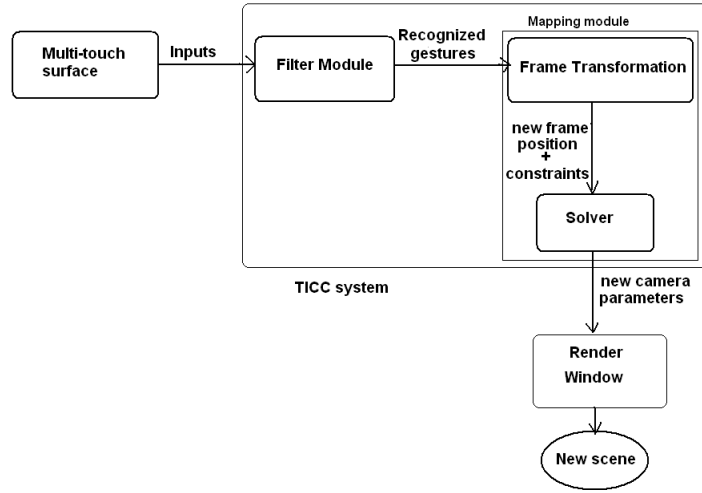 Mapping module
Multi-touch
surface
Inputs
Filter Module
Recognized
gestures
Frame Transformation
new frame
position
+
constraints
Solver
TICC system
new camera
parameters
Render
Window
New scene